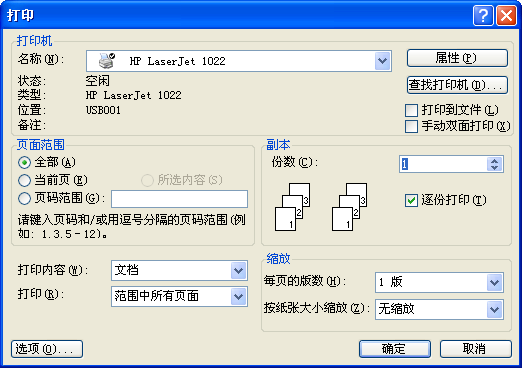 打印
打印机
名称(N):
HP LaserJet 1022
属性(P)
状态:
空闲
查找打印机(D)...
类型:
HP LaserJet 1022
位置:
USB001
打印到文件(L)
备注:
手动双面打印(X)
页面范围
全部(A)
当前页(E)
所选内容(S)
页码范围(G):
请键入页码和/或用逗号分隔的页码范围(例
如: 1.3.5-12)。
副本
份数(C):
1
1
2
3
1
2
3
逐份打印(T)
打印内容(W):
文档
打印(R):
范围中所有页面
缩放
每页的版数(H):
1 版
按纸张大小缩放(Z):
无缩放
选项(O)...
确定
取消